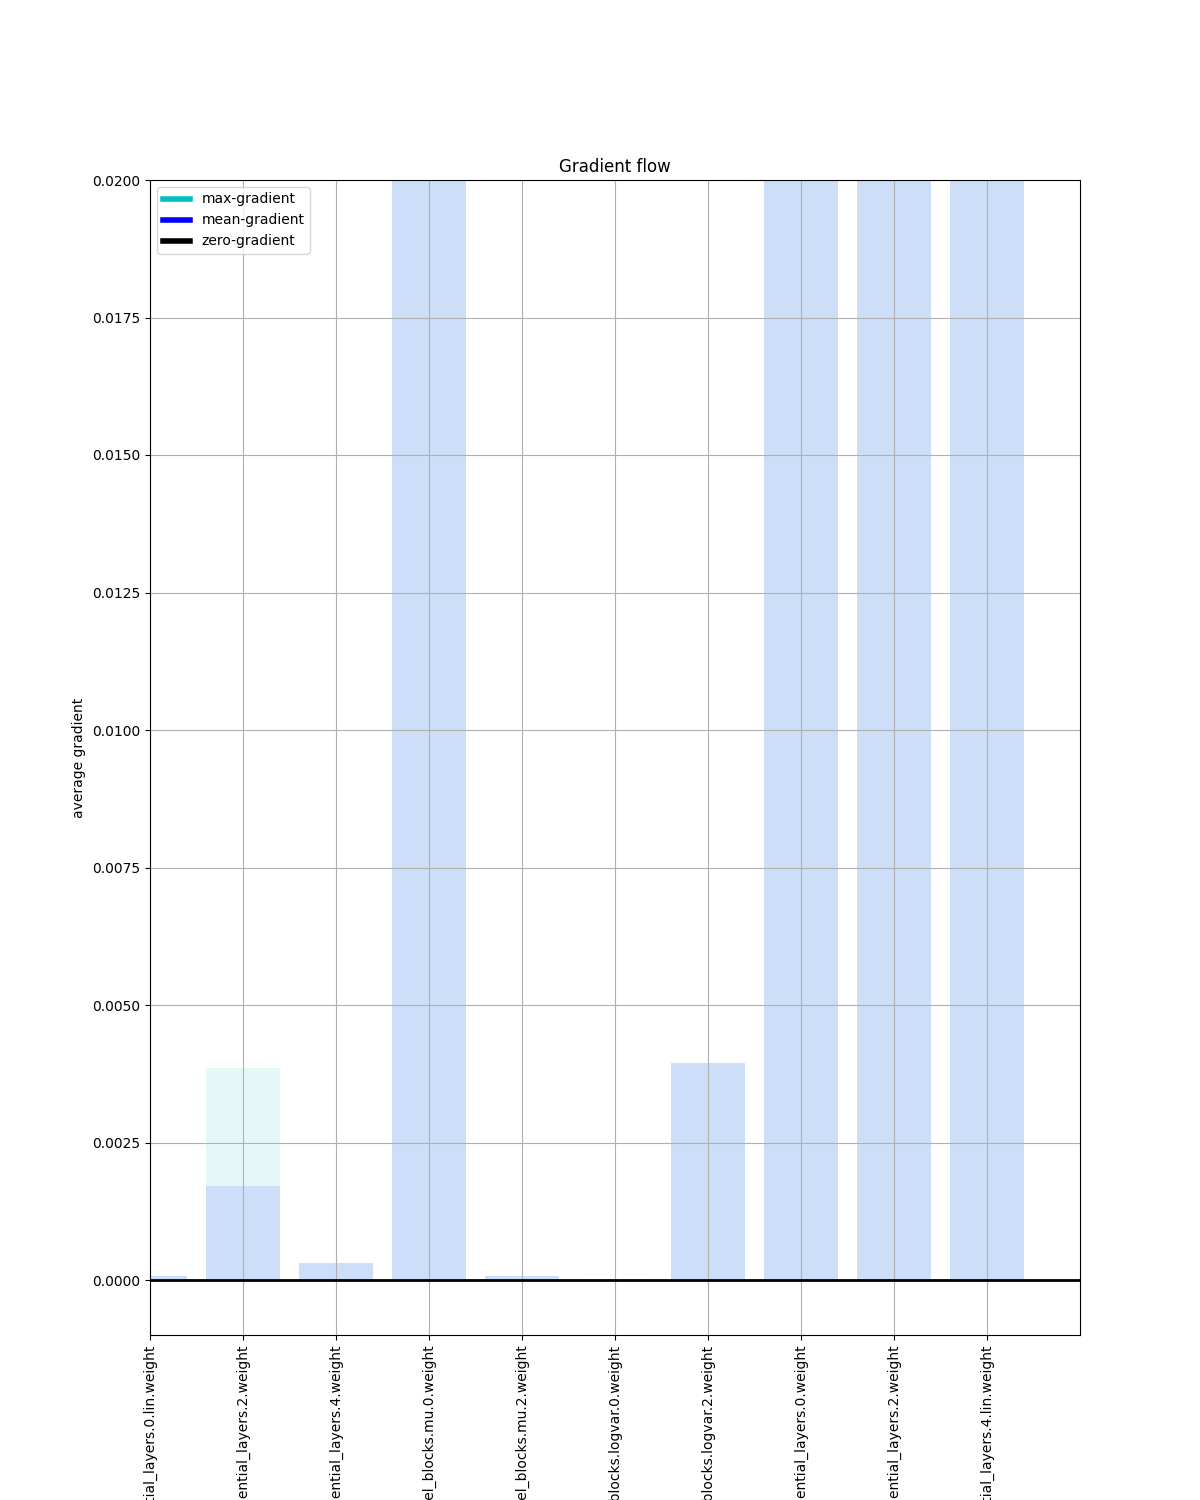 Gradient flow
max-gradient
mean-gradient
zero-gradient
0.0200
0.0175
0.0150
0.0125
0.0100
0.0075
0.0050
0.0025
0.0000
average gradient
tial_layers.0.lin.weight
ential_layers.2.weight
ential_layers.4.weight
el_blocks.mu.0.weight
el_blocks.mu.2.weight
blocks.logvar.0.weight
blocks.logvar.2.weight
ential_layers.0.weight
ential_layers.2.weight
tial_layers.4.lin.weight